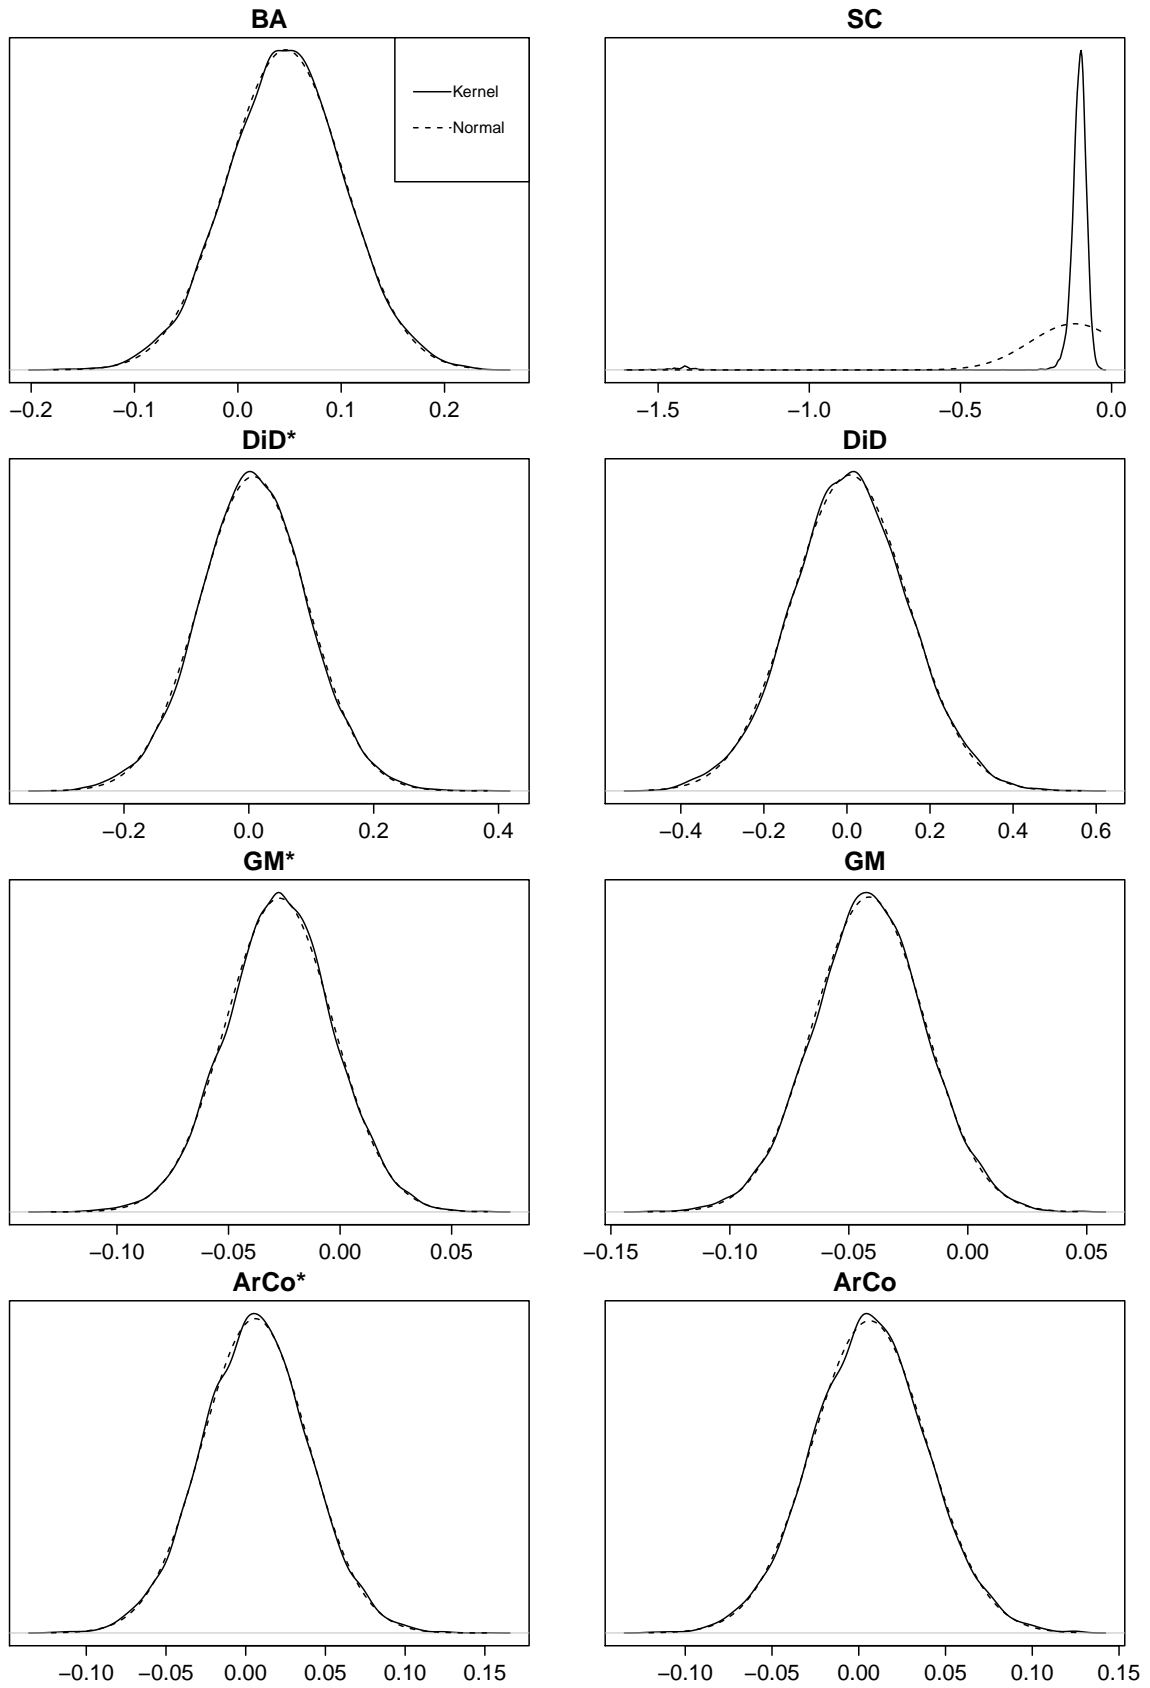 BA
Kernel
Normal
−0.2 −0.1 0.0 0.1 0.2
SC
−1.5 −1.0 −0.5 0.0
DiD*
−0.2 0.0 0.2 0.4
DiD
−0.4 −0.2 0.0 0.2 0.4 0.6
GM*
−0.10 −0.05 0.00 0.05
GM
−0.15 −0.10 −0.05 0.00 0.05
ArCo*
−0.10 −0.05 0.00 0.05 0.10 0.15
ArCo
−0.10 −0.05 0.00 0.05 0.10 0.15